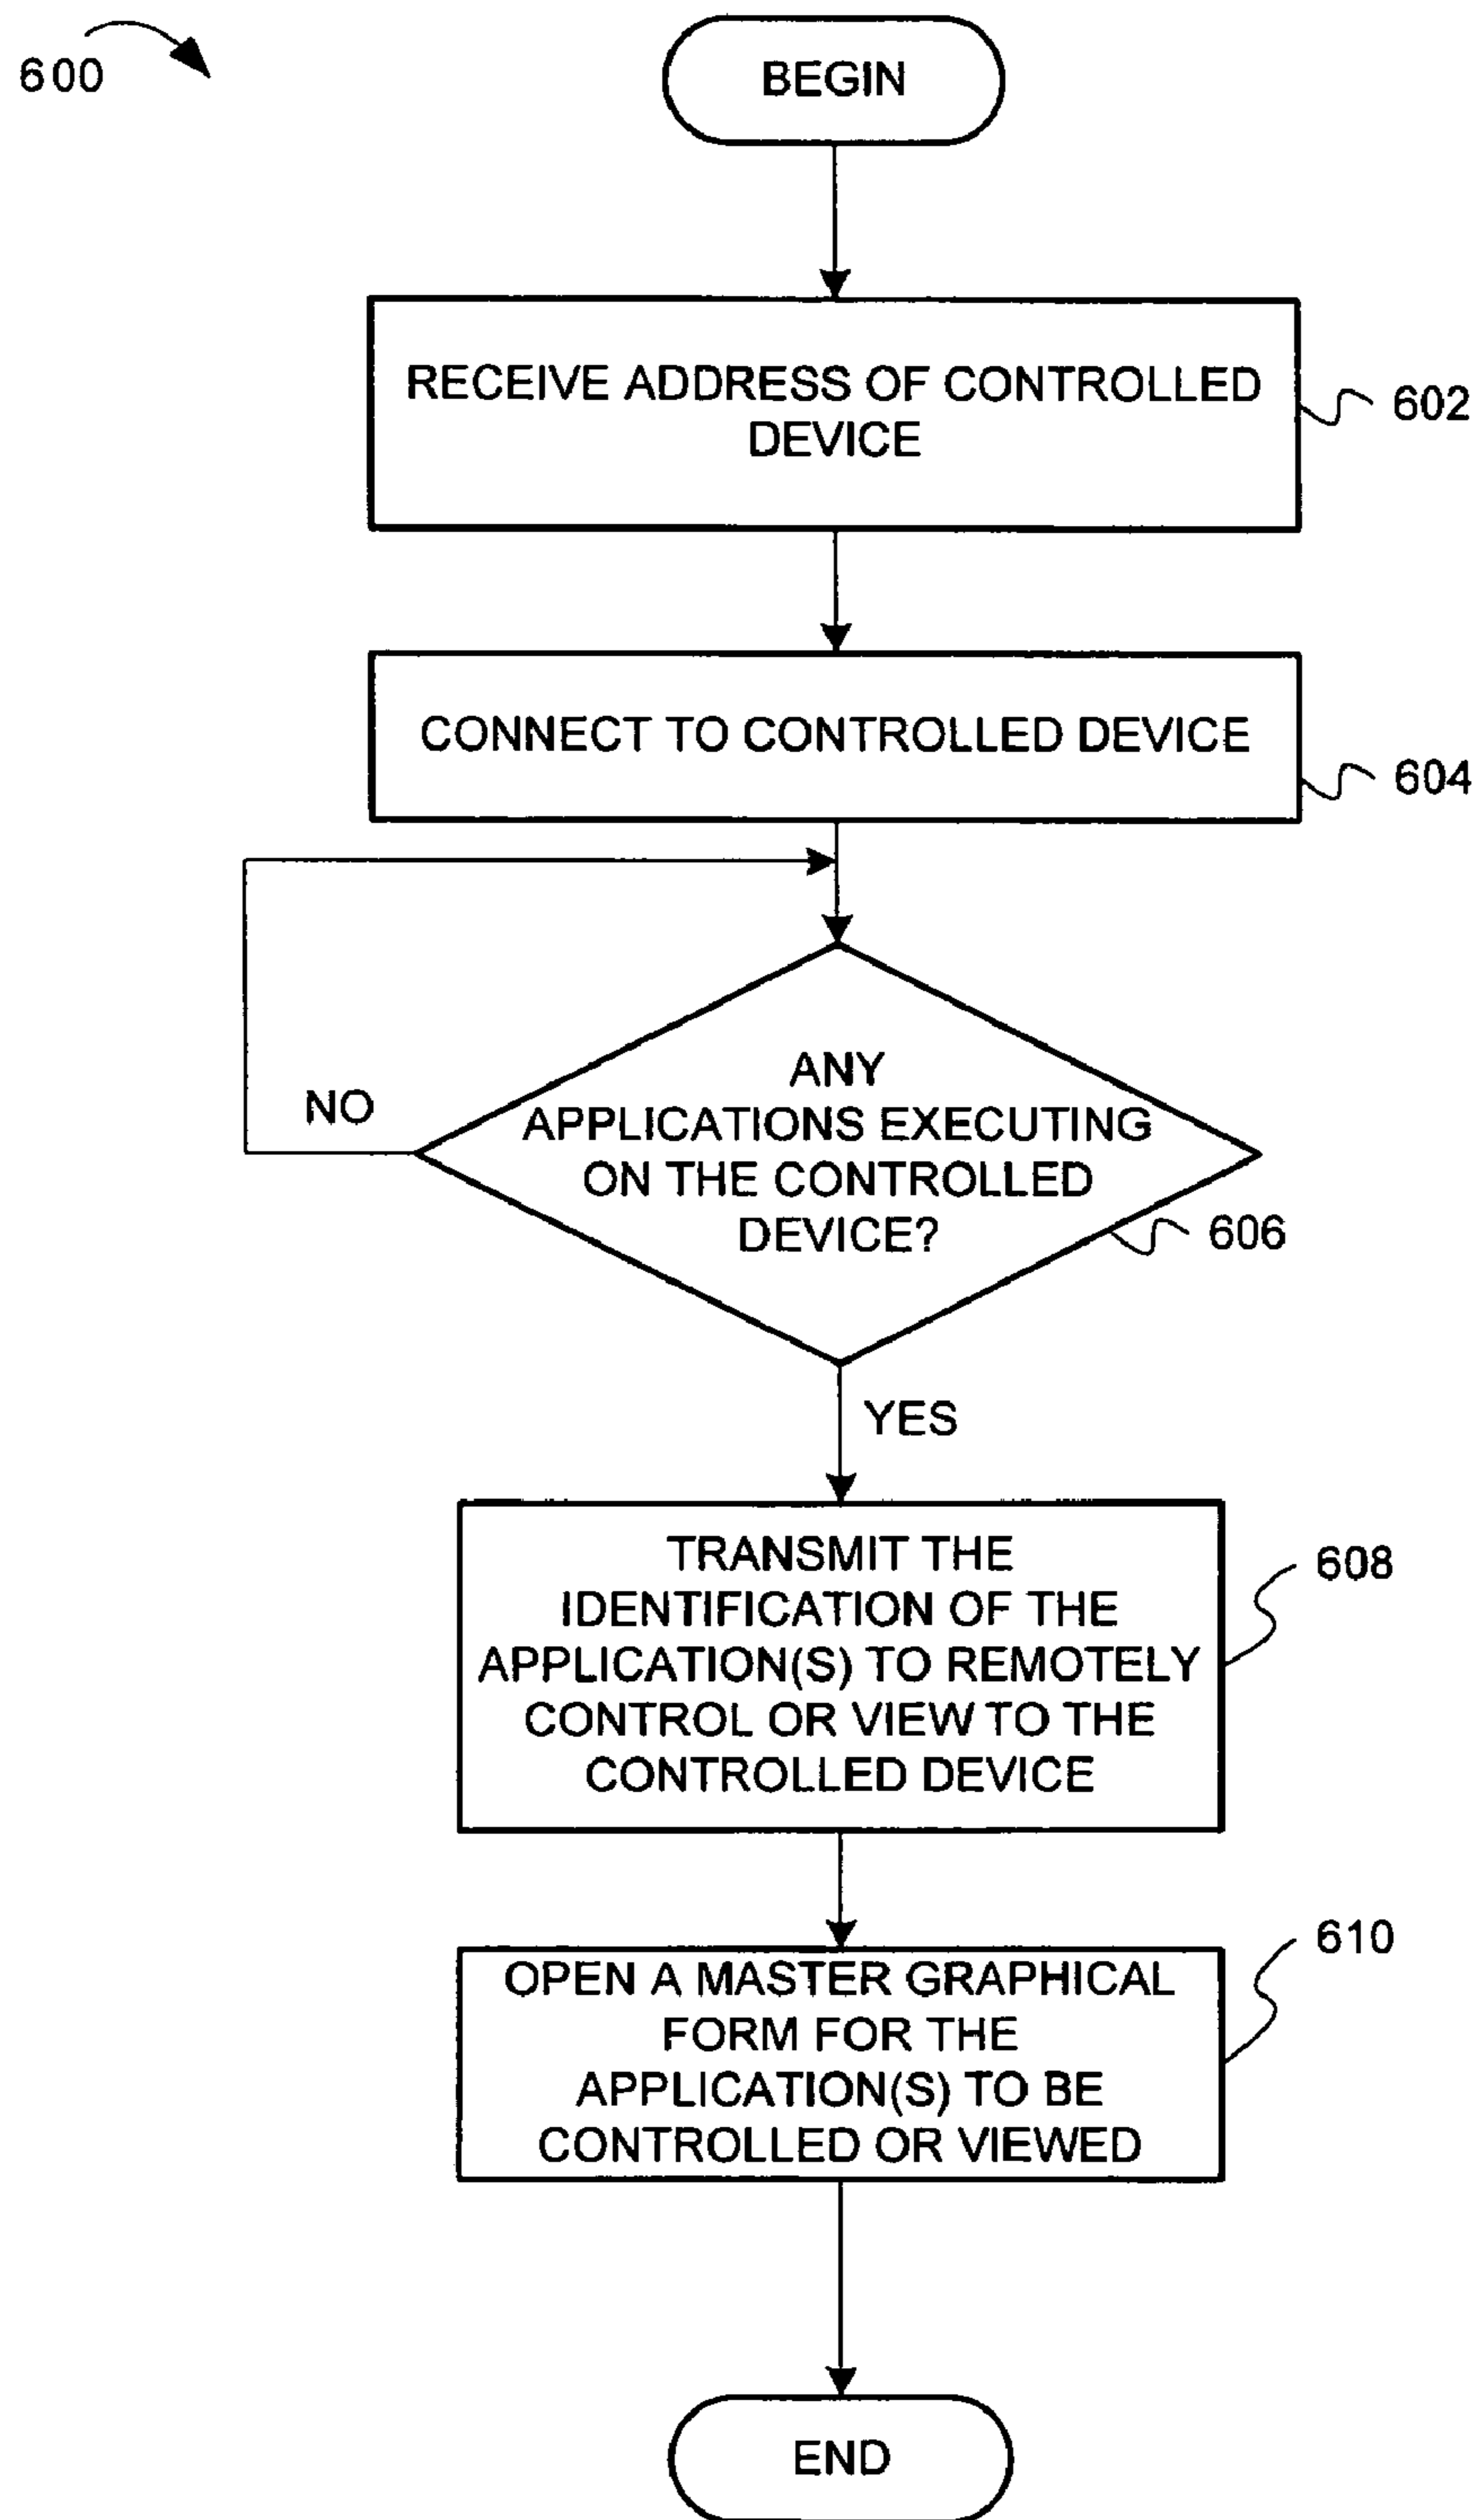 600
BEGIN
RECEIVE ADDRESS OF CONTROLLED
DEVICE
602
CONNECT TO CONTROLLED DEVICE
604
ANY
APPLICATIONS EXECUTING
ON THE CONTROLLED
DEVICE?
NO
606
YES
TRANSMIT THE
IDENTIFICATION OF THE
APPLICATION(S) TO REMOTELY
CONTROL OR VIEW TO THE
CONTROLLED DEVICE
608
OPEN A MASTER GRAPHICAL
FORM FOR THE
APPLICATION(S) TO BE
CONTROLLED OR VIEWED
610
END